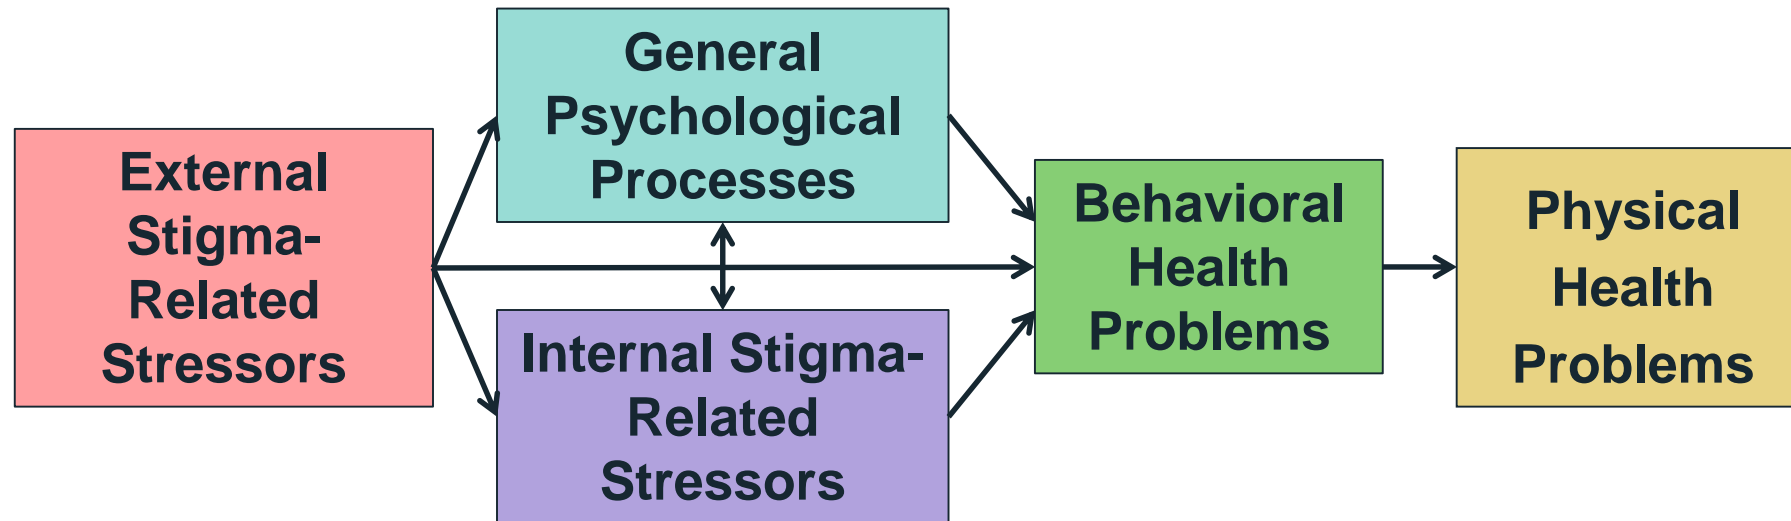 External
Stigma-
Related
Stressors
General
Psychological
Processes
Internal Stigma-
Related
Stressors
Behavioral
Health
Problems
Physical
Health
Problems